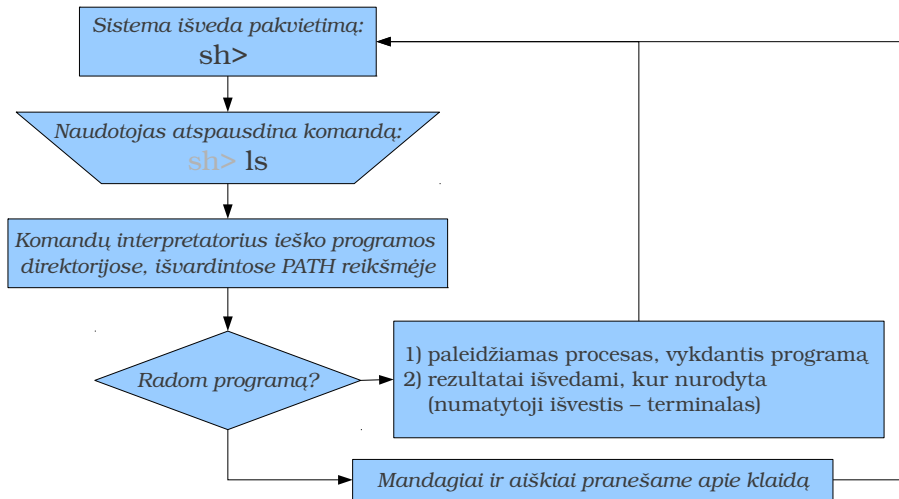 Sistema išveda pakvietimą:
sh>
Naudotojas atspausdina komandą:
sh> ls
Komandų interpretatorius ieško programos
direktorijose, išvardintose PATH reikšmėje
Radom programą?
1) paleidžiamas procesas, vykdantis programą
2) rezultatai išvedami, kur nurodyta
(numatytoji išvestis – terminalas)
Mandagiai ir aiškiai pranešame apie klaidą